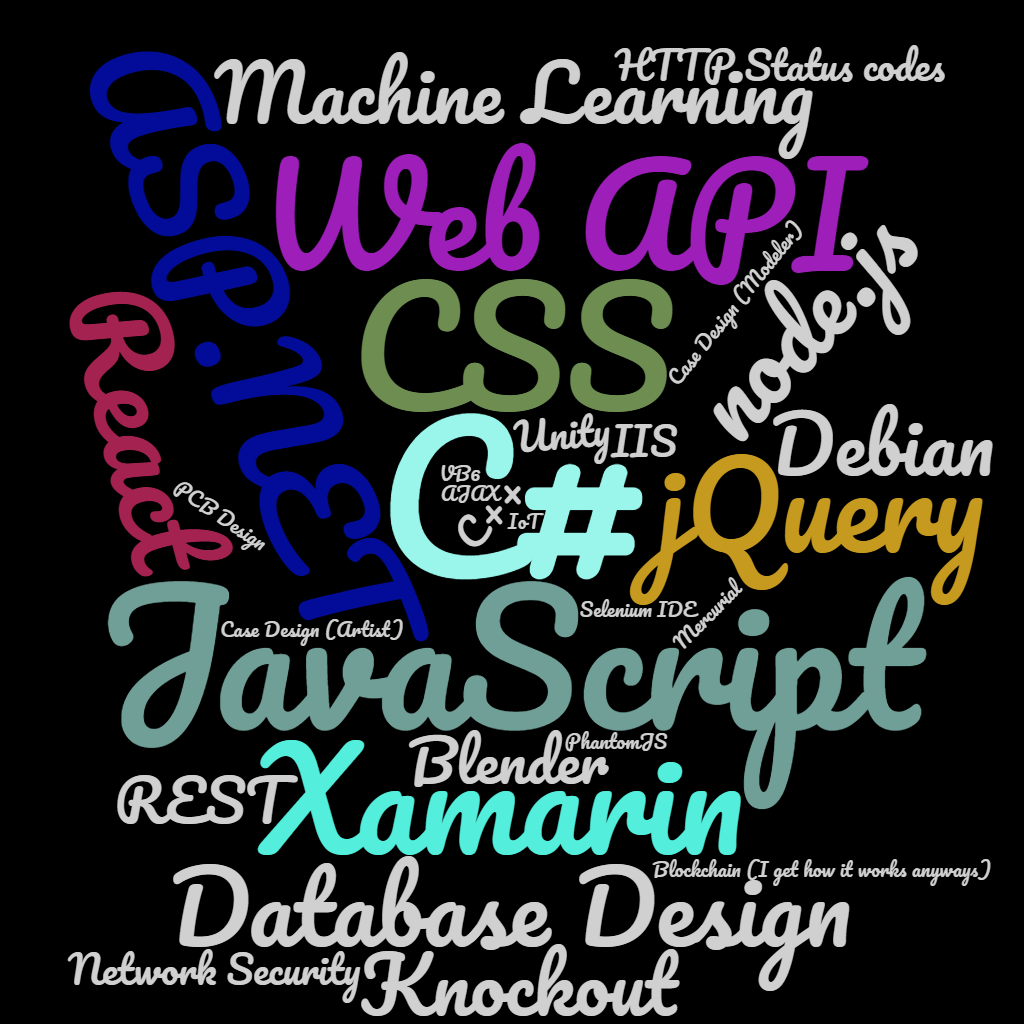 HTTP Status codes
Machine Learning
ASP.NET
Web API
Case Design (Modeler)
node.js
CSS
React
Unity
IIS
Debian
C#
VB6
AJAX
x
x
C
IoT
jQuery
PCB Design
Selenium IDE
Mercurial
Case Design (Artist)
JavaScript
PhantomJS
Blender
REST
Xamarin
Blockchain (I get how it works anyways)
Database Design
Network Security
Knockout